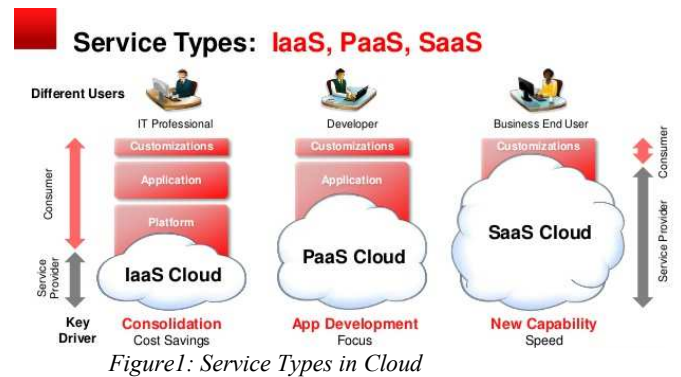 Service Types: IaaS, PaaS, SaaS
Different Users
IT Professional
Developer
Business End User
Consumer
Service Provider
Customizations
Application
Platform
IaaS Cloud
Customizations
Application
PaaS Cloud
Customizations
SaaS Cloud
Consumer
Service Provider
Key Driver
Consolidation
Cost Savings
App Development
Focus
New Capability
Speed
Figure1: Service Types in Cloud